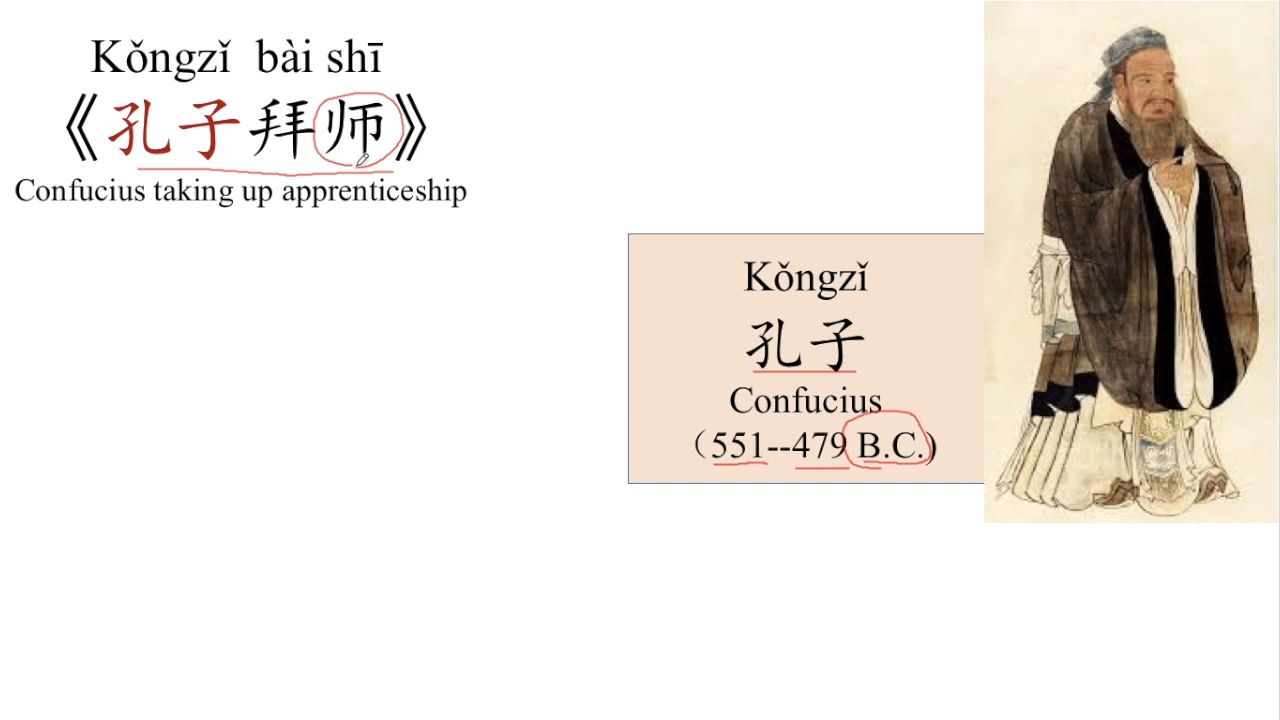 Kǒngzǐ bài shī
《孔子拜师》
Confucius taking up apprenticeship
Kǒngzǐ
孔子
Confucius
（551--479 B.C.)